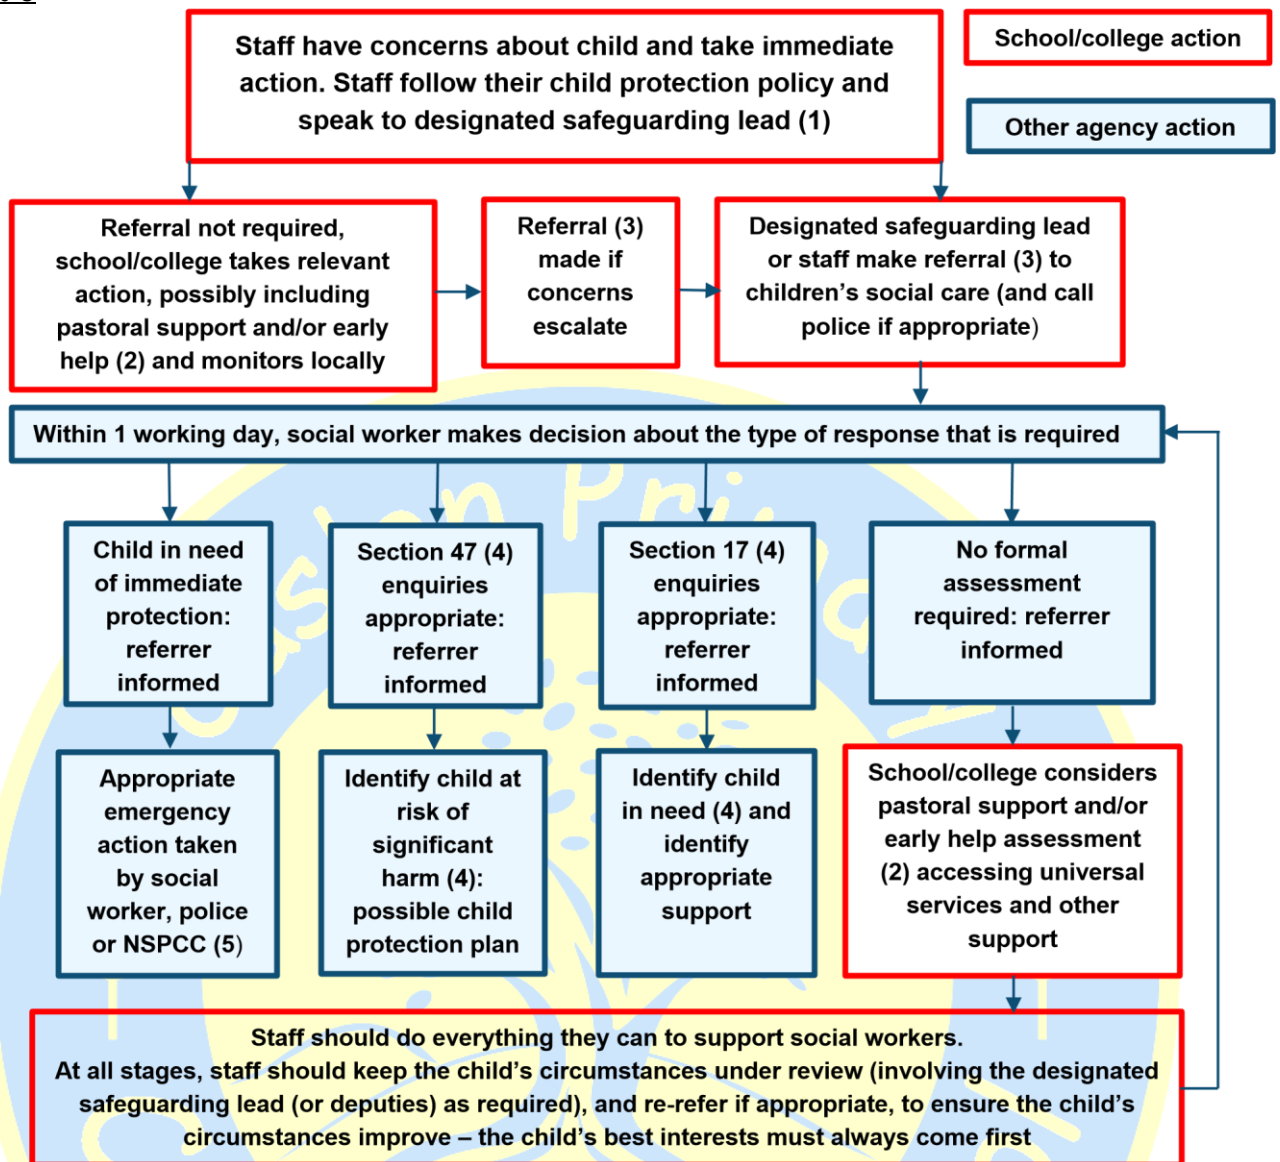 Staff have concerns about child and take immediate
action. Staff follow their child protection policy and
speak to designated safeguarding lead (1)
School/college action
Other agency action
Referral not required,
school/college takes relevant
action, possibly including
pastoral support and/or early
help (2) and monitors locally
Referral (3)
made if
concerns
escalate
Designated safeguarding lead
or staff make referral (3) to
children’s social care (and call
police if appropriate)
Within 1 working day, social worker makes decision about the type of response that is required
Child in need
of immediate
protection:
referrer
informed
Section 47 (4)
enquiries
appropriate:
referrer
informed
Section 17 (4)
enquiries
appropriate:
referrer
informed
No formal
assessment
required: referrer
informed
Appropriate
emergency
action taken
by social
worker, police
or NSPCC (5)
Identify child at
risk of
significant
harm (4):
possible child
protection plan
Identify child
in need (4) and
identify
appropriate
support
School/college considers
pastoral support and/or
early help assessment
(2) accessing universal
services and other
support
Staff should do everything they can to support social workers.
At all stages, staff should keep the child’s circumstances under review (involving the designated
safeguarding lead (or deputies) as required), and re-refer if appropriate, to ensure the child’s
circumstances improve – the child’s best interests must always come first